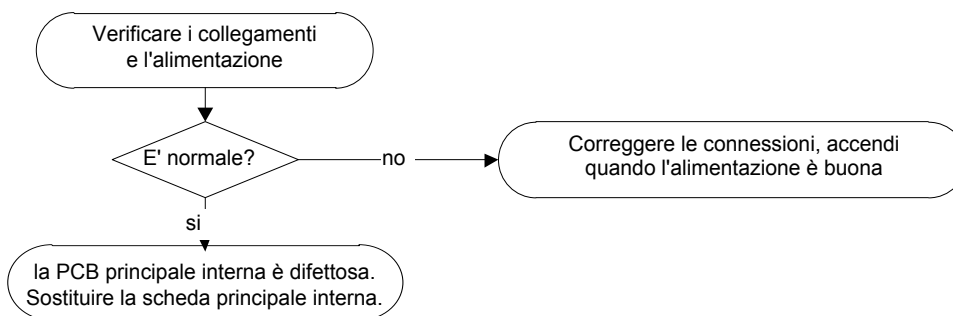 Verificare i collegamenti
e l'alimentazione
E' normale?
no
Correggere le connessioni, accendi
quando l'alimentazione è buona
si
la PCB principale interna è difettosa.
Sostituire la scheda principale interna.